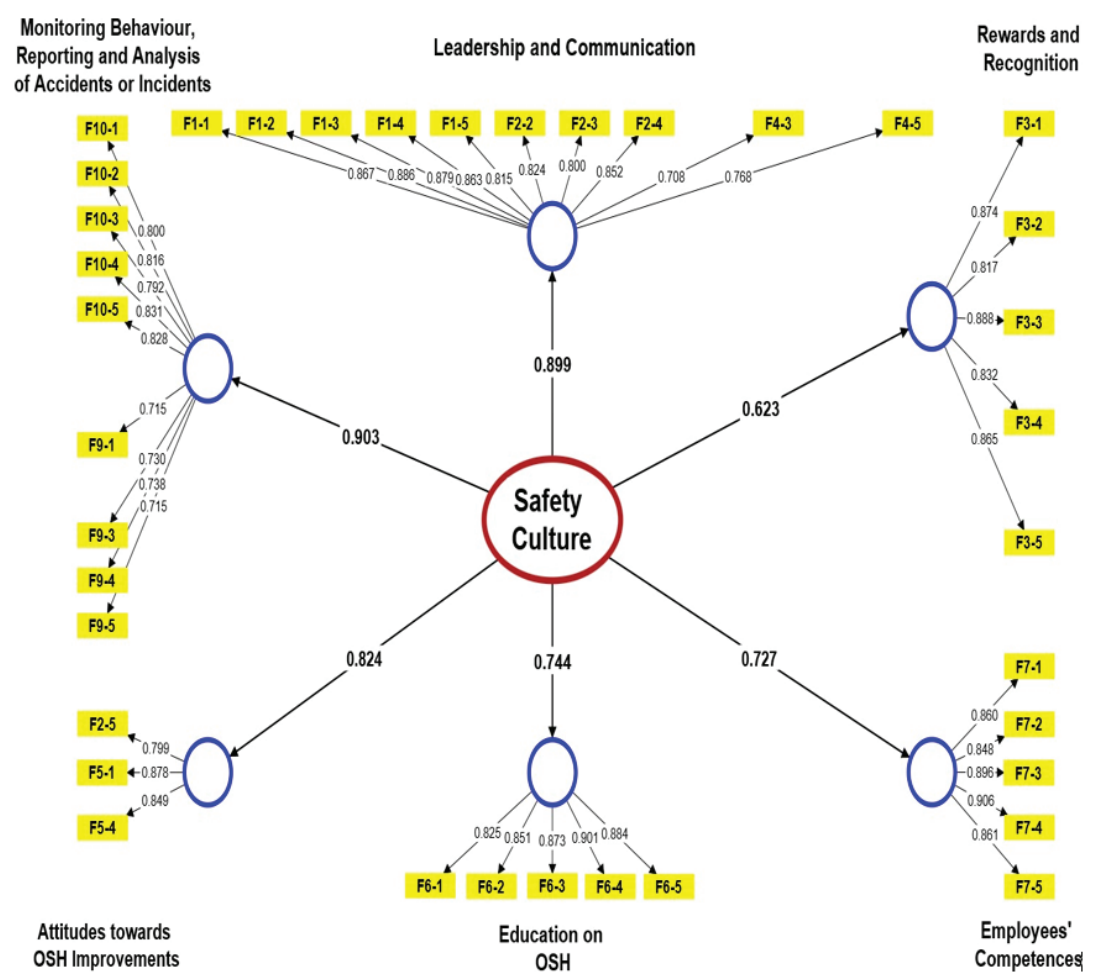 Monitoring Behaviour,
Reporting and Analysis
of Accidents or Incidents
Leadership and Communication
Rewards and
Recognition
F10-1
F10-2
F10-3
F10-4
F10-5
F9-1
F9-3
F9-4
F9-5
0.800
0.816
0.792
0.831
0.828
0.715
0.730
0.738
0.715
F1-1
F1-2
F1-3
F1-4
F1-5
F2-2
F2-3
F2-4
F4-3
F4-5
0.867
0.886
0.879
0.863
0.815
0.824
0.800
0.852
0.708
0.768
F3-1
F3-2
F3-3
F3-4
F3-5
0.874
0.817
0.888
0.832
0.865
0.903
0.899
0.623
Safety
Culture
0.824
0.744
0.727
F2-5
F5-1
F5-4
0.799
0.878
0.849
0.825
0.851
0.873
0.901
0.884
F6-1
F6-2
F6-3
F6-4
F6-5
F7-1
F7-2
F7-3
F7-4
F7-5
0.860
0.848
0.896
0.906
0.861
Attitudes towards
OSH Improvements
Education on
OSH
Employees'
Competences